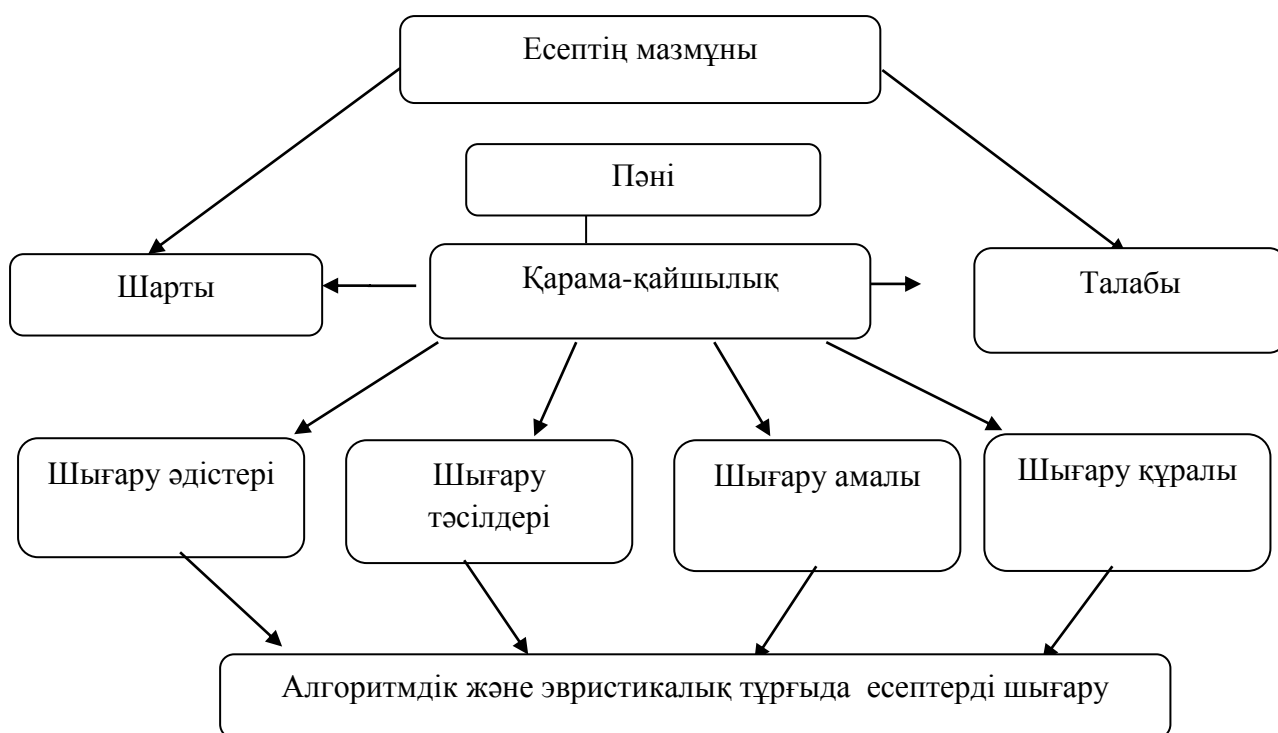 Есептің мазмұны
Пәні
Шарты
Қарама-қайшылық
Талабы
Шығару әдістері
Шығару
тәсілдері
Шығару амалы
Шығару құралы
Алгоритмдік және эвристикалық тұрғыда есептерді шығару